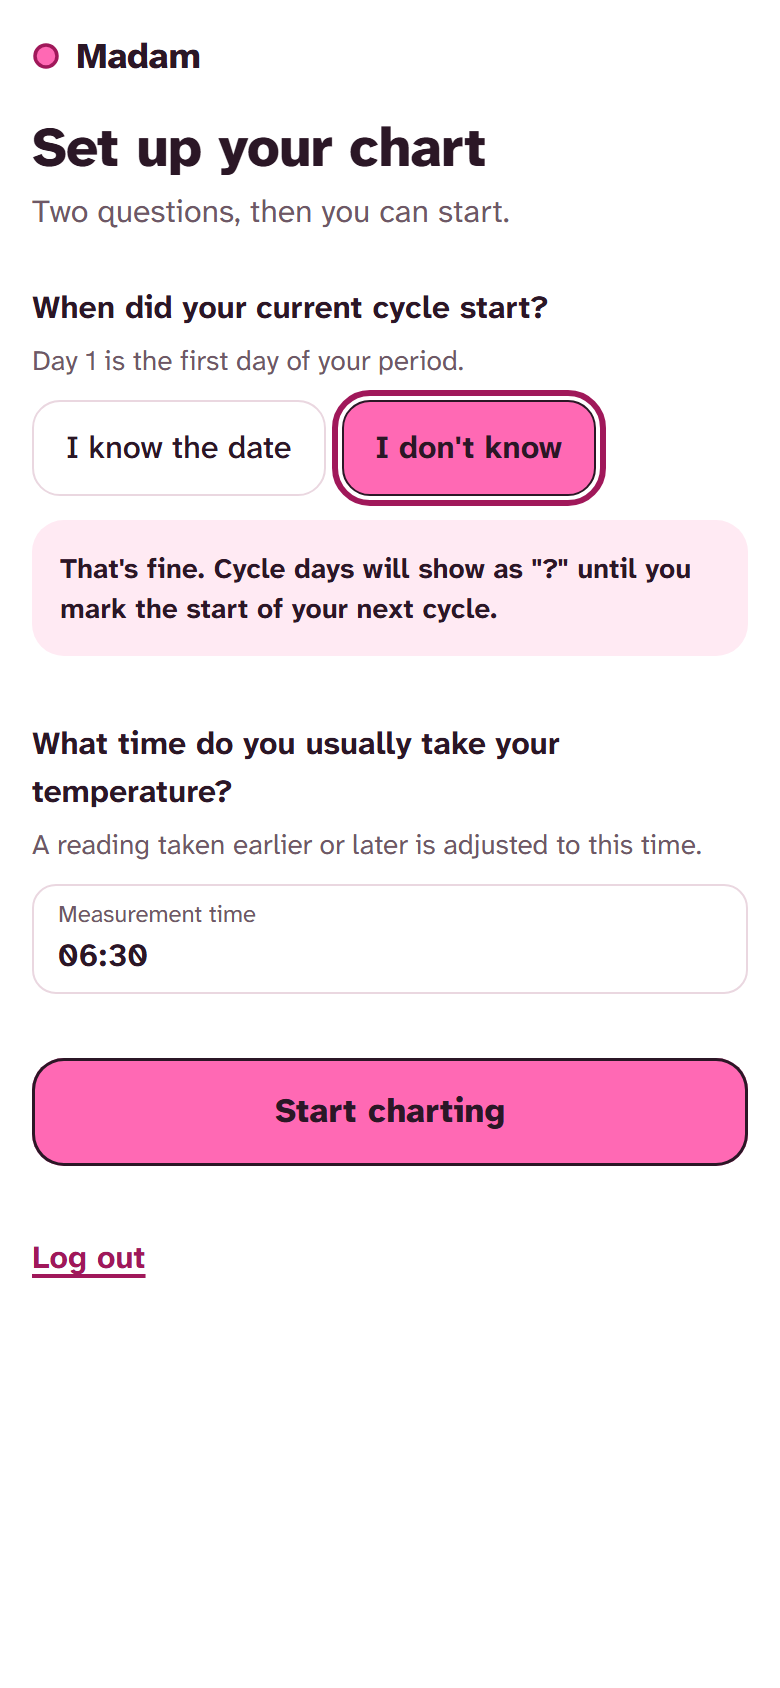 Madam
Set up your chart
Two questions, then you can start.
When did your current cycle start?
Day 1 is the first day of your period.
I know the date
I don't know
That's fine. Cycle days will show as "?" until you
mark the start of your next cycle.
What time do you usually take your
temperature?
A reading taken earlier or later is adjusted to this time.
Measurement time
06:30
Start charting
Log out